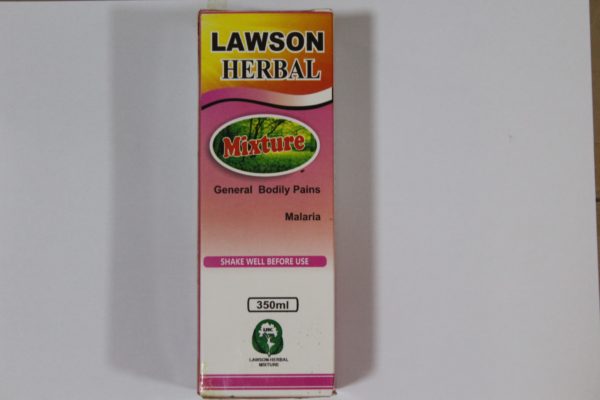 LAWSON
HERBAL
Mixture
General Bodily Pains
Malaria
SHAKE WELL BEFORE USE
350ml
LAWSON HERBAL
MIXTURE